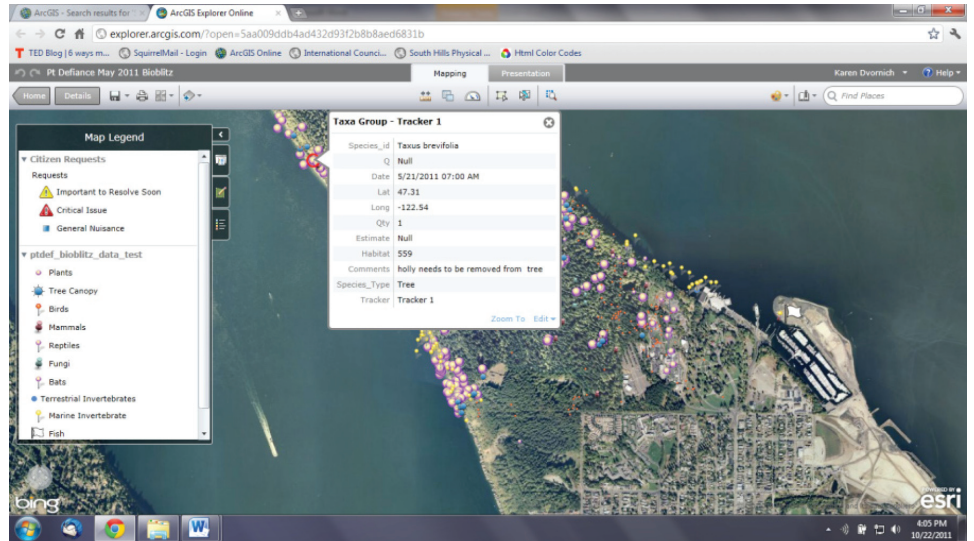 ArcGIS - Search results for ':
ArcGIS Explorer Online
explorer.arcgis.com/?open=5aa009ddb4ad432d93f2b8b8aed6831b
TED Blog | 6 ways m...
SquirrelMail - Login
ArcGIS Online
International Counci...
South Hills Physical ...
Html Color Codes
Pt Defiance May 2011 Bioblitz
Mapping
Presentation
Karen Dvornich
Help
Home
Details
Find Places
Map Legend
Citizen Requests
Requests
Important to Resolve Soon
Critical Issue
General Nuisance
ptdef_bioblitz_data_test
Plants
Tree Canopy
Birds
Mammals
Reptiles
Fungi
Bats
Terrestrial Invertebrates
Marine Invertebrate
Fish
Taxa Group - Tracker 1
Species_id Taxus brevifolia
Q Null
Date 5/21/2011 07:00 AM
Lat 47.31
Long -122.54
Qty 1
Estimate Null
Habitat 559
Comments holly needs to be removed from tree
Species_Type Tree
Tracker Tracker 1
Zoom To Edit
bing
POWERED BY
esri
4:05 PM
10/22/2011